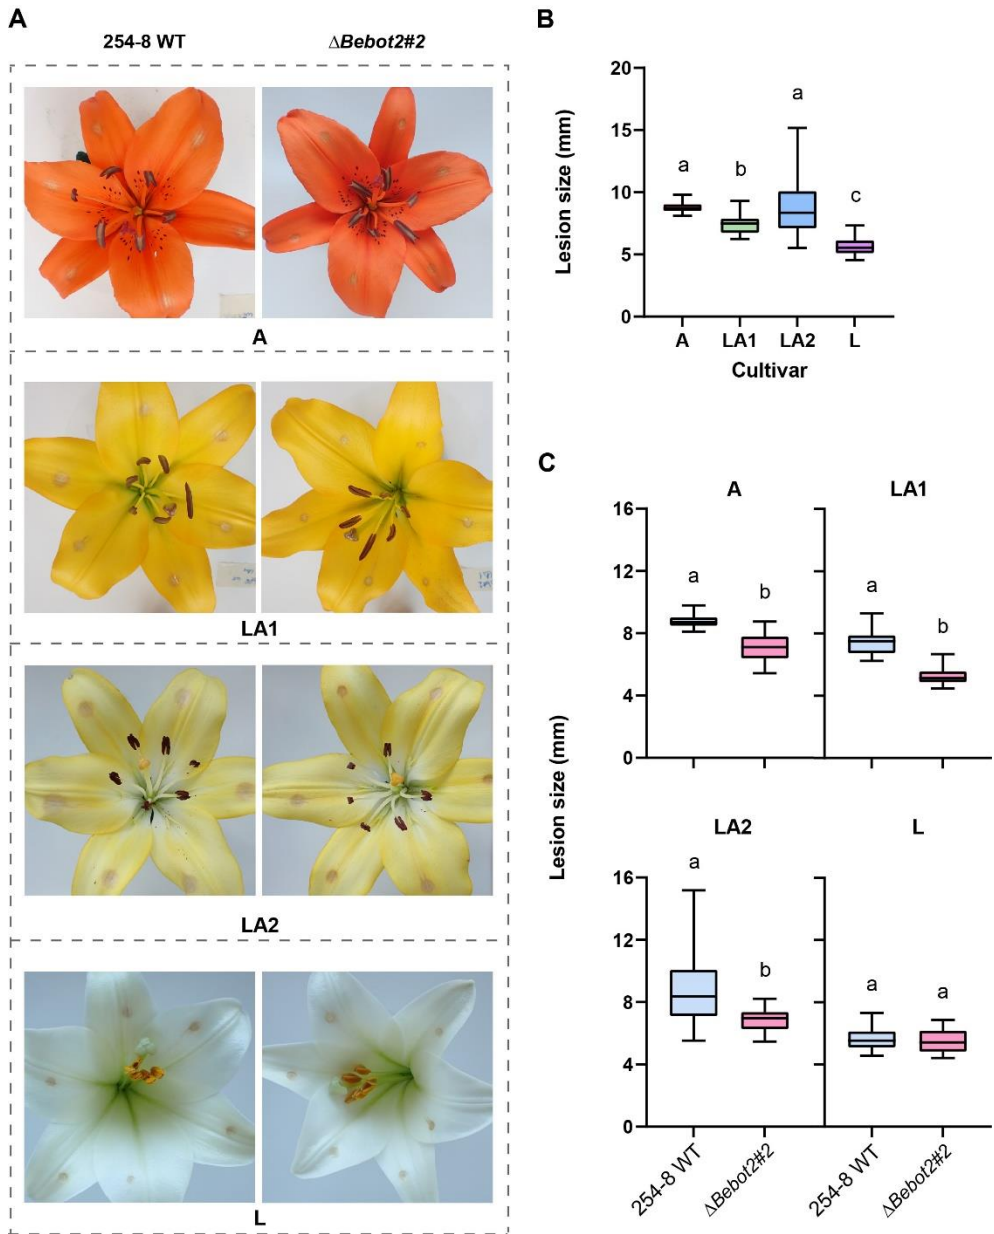 A
254-8 WT
ΔBebot2#2
A
LA1
LA2
L
B
Lesion size (mm)
20
15
10
5
0
a
b
a
c
A LA1 LA2 L
Cultivar
C
Lesion size (mm)
A
16
12
8
4
0
a
b
LA1
a
b
LA2
16
12
8
4
0
a
b
L
a
a
254-8 WT
ΔBebot2#2
254-8 WT
ΔBebot2#2